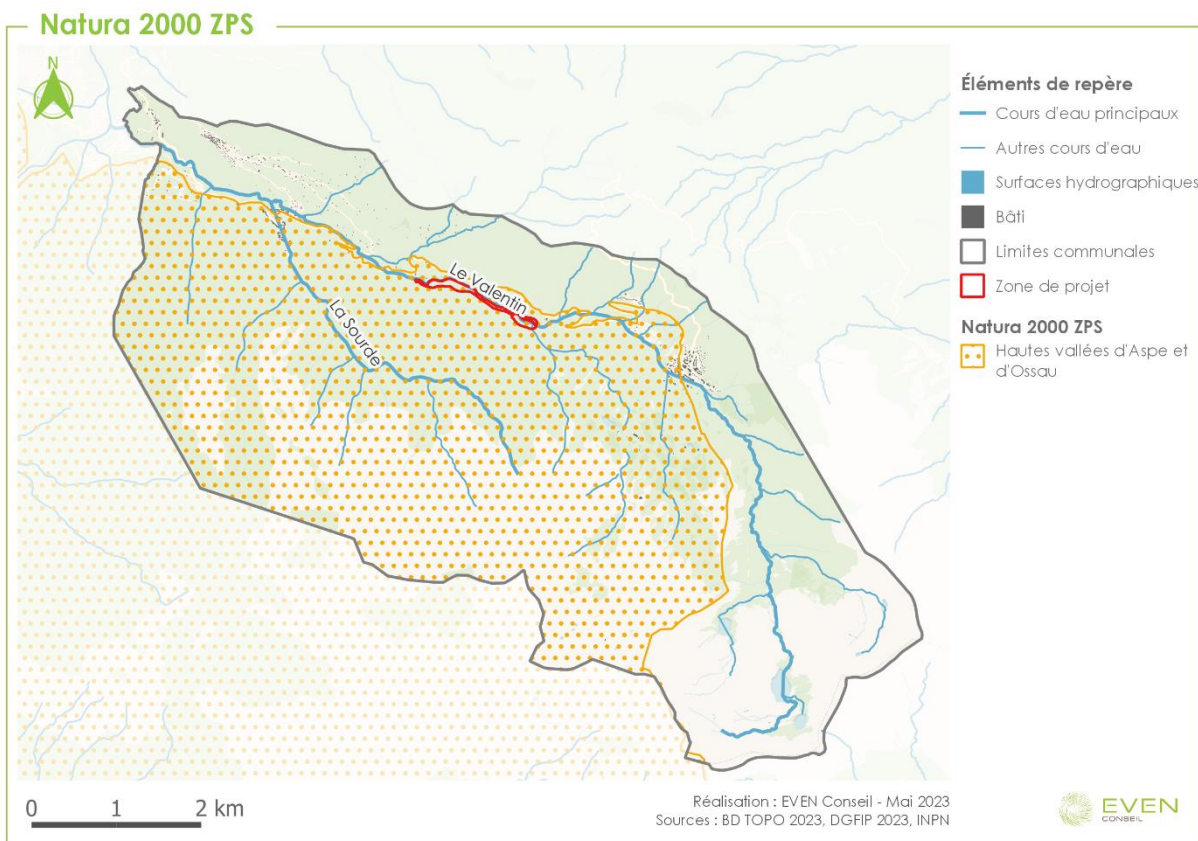 Natura 2000 ZPS
N
Éléments de repère
Cours d'eau principaux
Autres cours d'eau
Surfaces hydrographiques
Bâti
Limites communales
Zone de projet
Natura 2000 ZPS
Hautes vallées d'Aspe et
d'Ossau
Le Valentin
La Sourde
0 1 2 km
Réalisation : EVEN Conseil - Mai 2023
Sources : BD TOPO 2023, DGFIP 2023, INPN
EVEN
CONSEIL